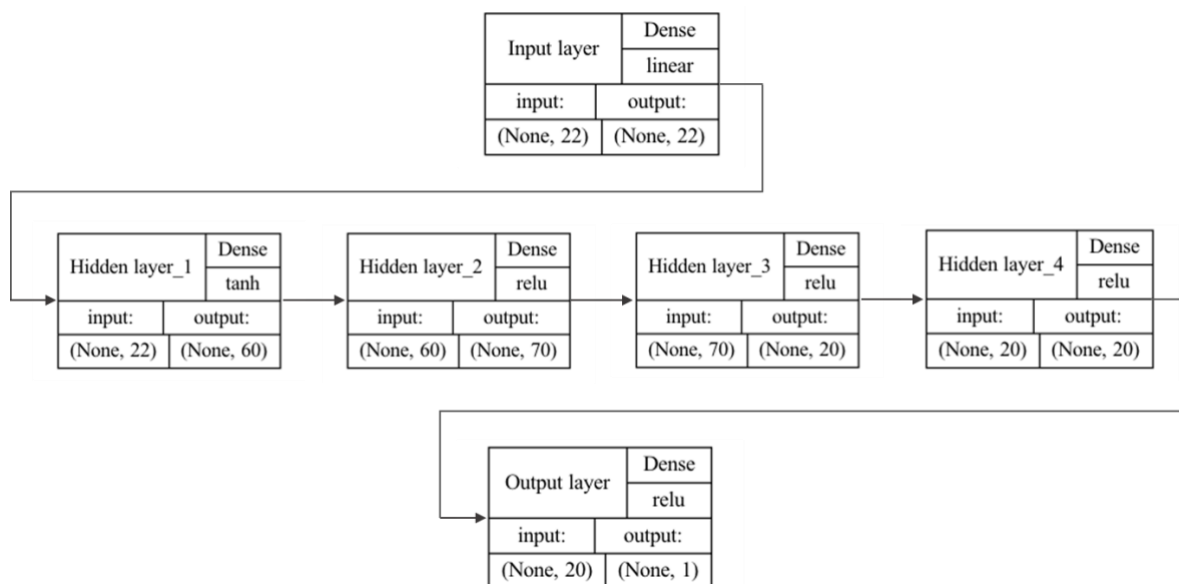 Input layer
Dense
linear
input: output:
(None, 22) (None, 22)
Hidden layer_1
Dense
tanh
input: output:
(None, 22) (None, 60)
Hidden layer_2
Dense
relu
input: output:
(None, 60) (None, 70)
Hidden layer_3
Dense
relu
input: output:
(None, 70) (None, 20)
Hidden layer_4
Dense
relu
input: output:
(None, 20) (None, 20)
Output layer
Dense
relu
input: output:
(None, 20) (None, 1)